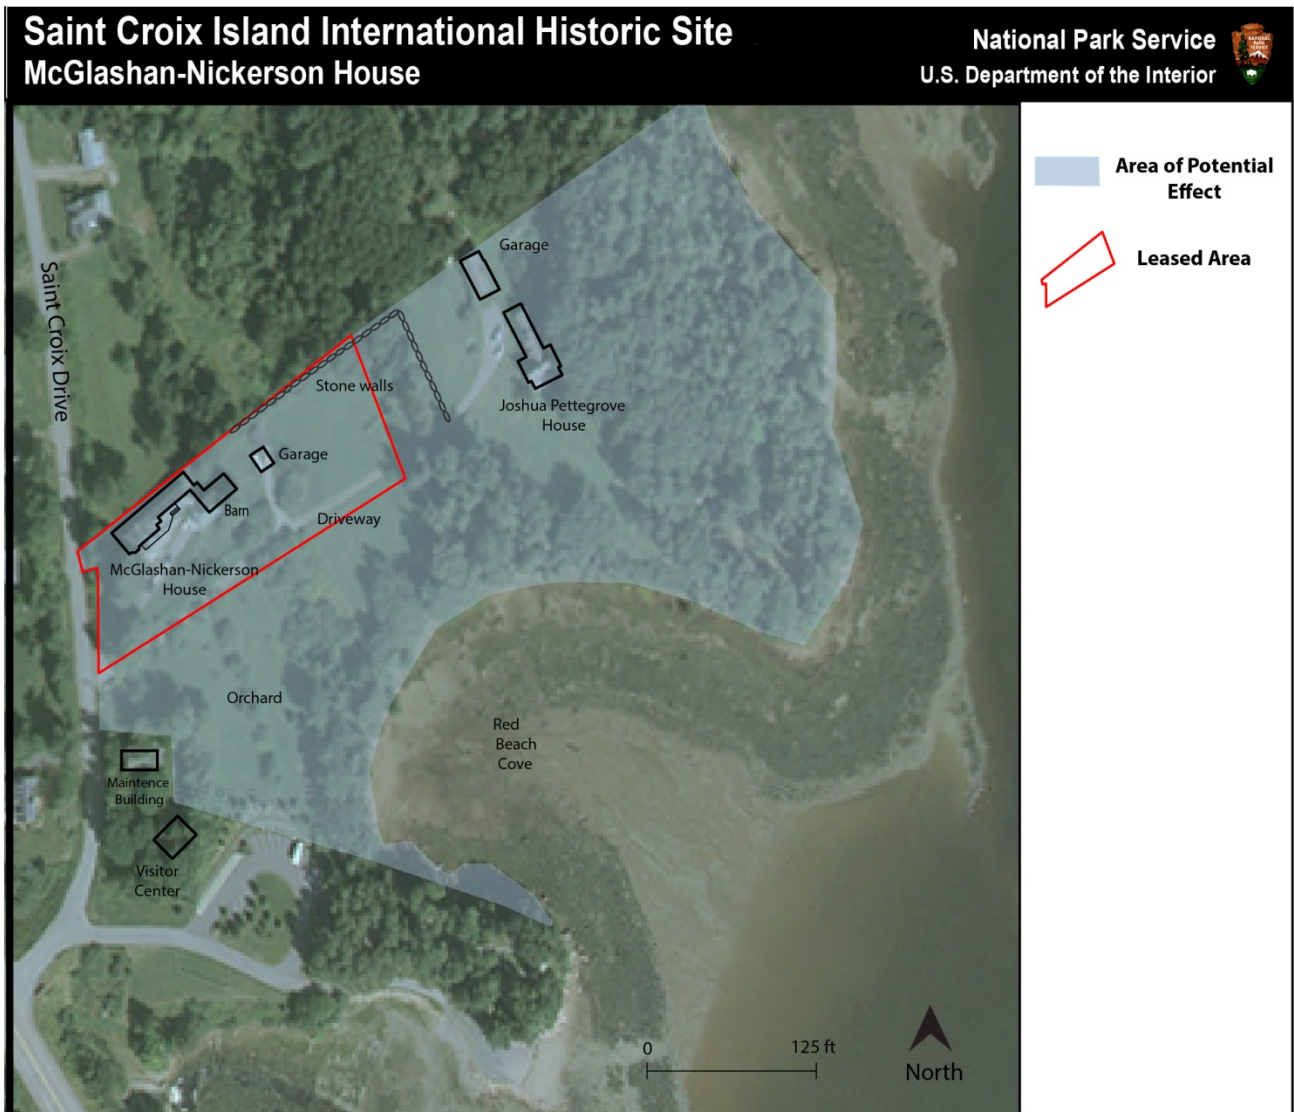 Saint Croix Island International Historic Site
McGlashan-Nickerson House
National Park Service
U.S. Department of the Interior
Area of Potential
Effect
Leased Area
Saint Croix Drive
Garage
Stone walls
Joshua Pettegrove
House
Garage
Barn
Driveway
McGlashan-Nickerson
House
Orchard
Red
Beach
Cove
Maintence
Building
Visitor
Center
0
125 ft
North